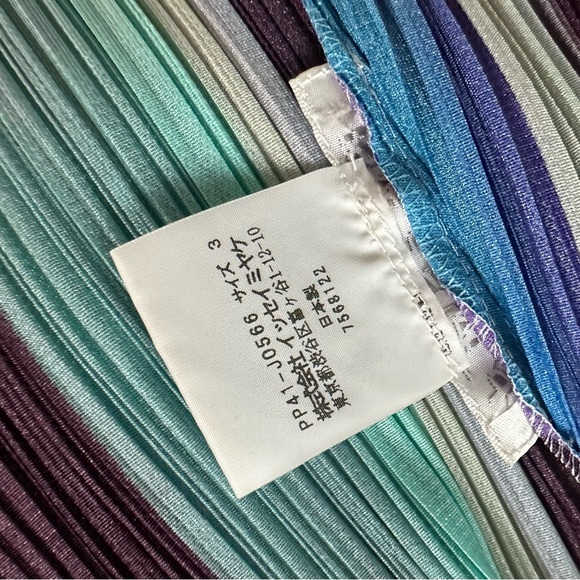 PP41-J0566 サイズ 3
株式会社 イッセイミヤケ
東京都渋谷区富ヶ谷1-12-10
日本製
7568122